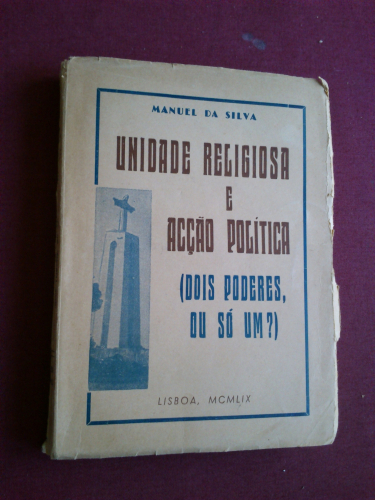 MANUEL DA SILVA
UNIDADE RELIGIOSA
E
ACÇÃO POLÍTICA
(DOIS PODERES,
OU SÓ UM?)
LISBOA, MCMLIX